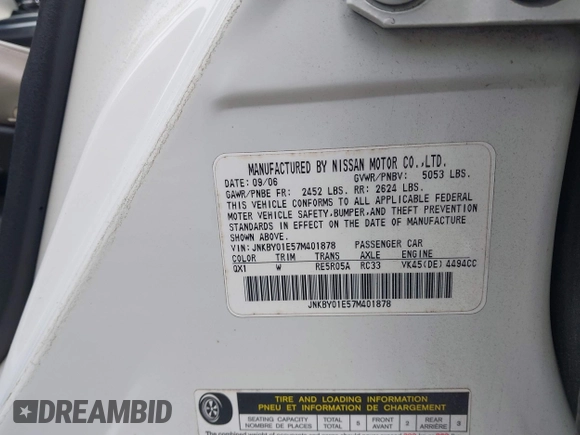 MANUFACTURED BY NISSAN MOTOR CO.,LTD.
DATE: 09/06 GVWR/PNBV: 5053 LBS.
GAWR/PNBE FR: 2452 LBS. RR: 2624 LBS.
THIS VEHICLE CONFORMS TO ALL APPLICABLE FEDERAL
MOTER VEHICLE SAFETY,BUMPER,AND THEFT PREVENTION
STANDARDS IN EFFECT ON THE DATE OF MANUFACTURE
SHOWN ABOVE.
VIN: JNKBY01E57M401878 PASSENGER CAR
COLOR TRIM TRANS AXLE ENGINE
QX1 W RE5R05A RC33 VK45(DE) 4494CC
JNKBY01E57M401878
TIRE AND LOADING INFORMATION
PNEU ET INFORMATION DE CHARGEMENT
SEATING CAPACITY 5 FRONT 2 REAR 3
NOMBRE DE PLACES AVANT ARRIÈRE
DREAMBID